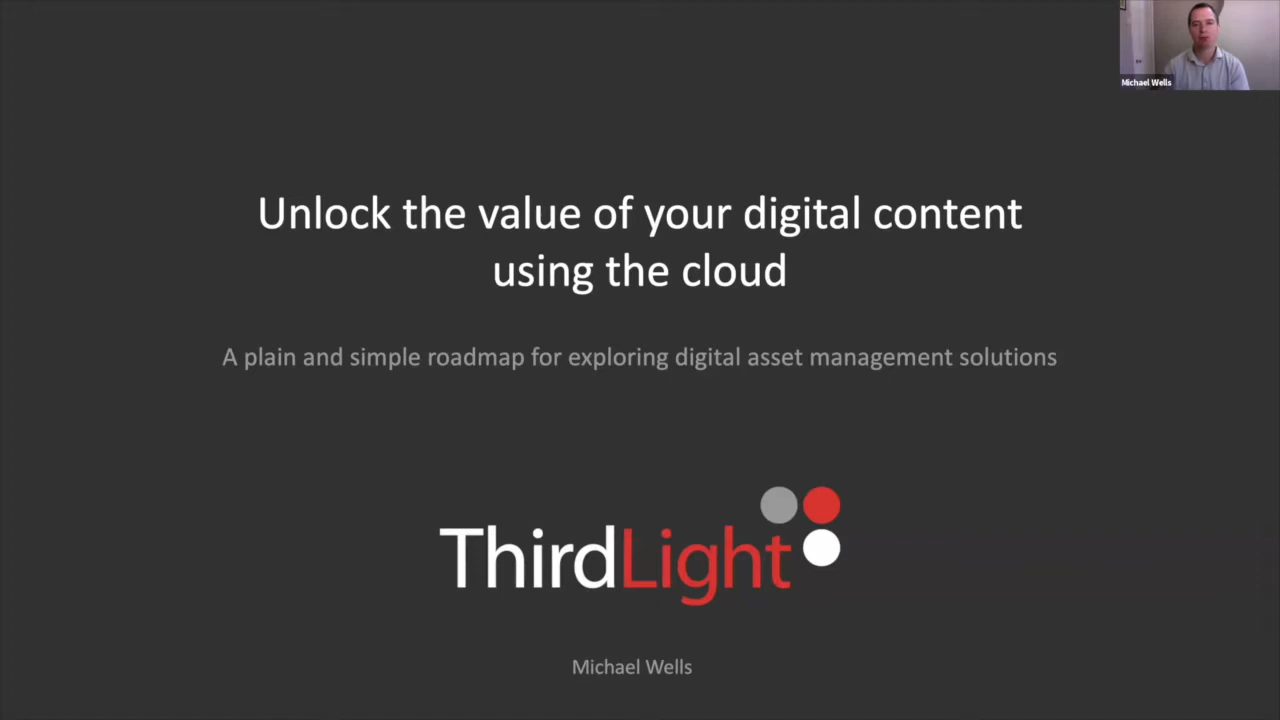 Michael Wells
Unlock the value of your digital content
using the cloud
A plain and simple roadmap for exploring digital asset management solutions
ThirdLight
Michael Wells